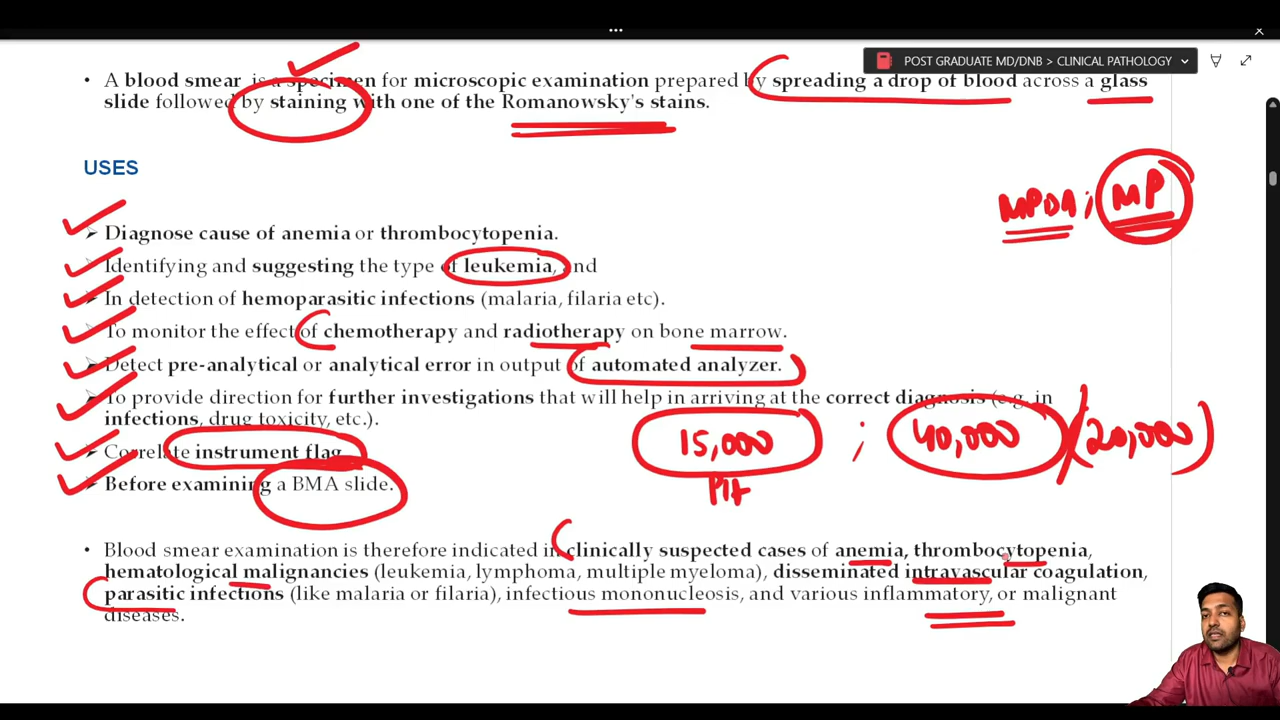 POST GRADUATE MD/DNB > CLINICAL PATHOLOGY
• A blood smear is a specimen for microscopic examination prepared by spreading a drop of blood across a glass
slide followed by staining with one of the Romanowsky's stains.
USES
MP ;
MP
➢ Diagnose cause of anemia or thrombocytopenia.
Identifying and suggesting the type of leukemia, and
➢ In detection of hemoparasitic infections (malaria, filaria etc).
➢ To monitor the effect of chemotherapy and radiotherapy on bone marrow.
➢ Detect pre-analytical or analytical error in output of automated analyzer.
➢ To provide direction for further investigations that will help in arriving at the correct diagnosis (e.g. in
infections, drug toxicity, etc.).
15,000 ; 40,000 / (20,000)
Plt
Correlate instrument flag
➢ Before examining a BMA slide.
• Blood smear examination is therefore indicated in clinically suspected cases of anemia, thrombocytopenia,
hematological malignancies (leukemia, lymphoma, multiple myeloma), disseminated intravascular coagulation,
parasitic infections (like malaria or filaria), infectious mononucleosis, and various inflammatory, or malignant
diseases.